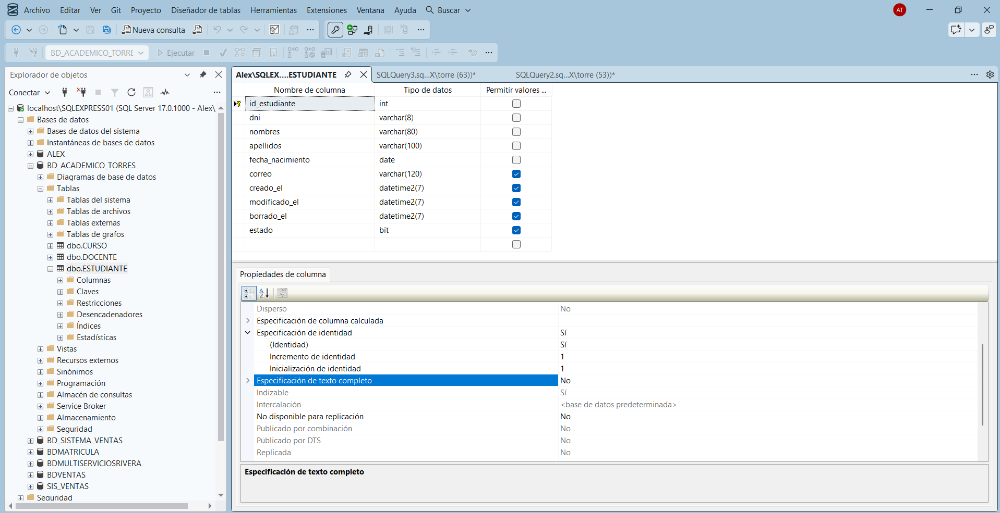 Archivo Editar Ver Git Proyecto Diseñador de tablas Herramientas Extensiones Ventana Ayuda Buscar AT
Nueva consulta
BD_ACADEMICO_TORRE Ejecutar
Explorador de objetos
Conectar
localhost\SQLEXPRESS01 (SQL Server 17.0.1000 - Alex\
Bases de datos
Bases de datos del sistema
Instantáneas de bases de datos
ALEX
BD_ACADEMICO_TORRES
Diagramas de base de datos
Tablas
Tablas del sistema
Tablas de archivos
Tablas externas
Tablas de grafos
dbo.CURSO
dbo.DOCENTE
dbo.ESTUDIANTE
Columnas
Claves
Restricciones
Desencadenadores
Índices
Estadísticas
Vistas
Recursos externos
Sinónimos
Programación
Almacén de consultas
Service Broker
Almacenamiento
Seguridad
BD_SISTEMA_VENTAS
BDMATRICULA
BDMULTISERVICIOSRIVERA
BDVENTAS
SIS_VENTAS
Seguridad
Alex\SQLEX....ESTUDIANTE SQLQuery3.sq...X\torre (63))* SQLQuery2.sq...X\torre (53))*
Nombre de columna Tipo de datos Permitir valores ...
id_estudiante int
dni varchar(8)
nombres varchar(80)
apellidos varchar(100)
fecha_nacimiento date
correo varchar(120)
creado_el datetime2(7)
modificado_el datetime2(7)
borrado_el datetime2(7)
estado bit
Propiedades de columna
Disperso No
Especificación de columna calculada
Especificación de identidad Sí
(Identidad) Sí
Incremento de identidad 1
Inicialización de identidad 1
Especificación de texto completo No
Indizable Sí
Intercalación <base de datos predeterminada>
No disponible para replicación No
Publicado por combinación No
Publicado por DTS No
Replicada No
Especificación de texto completo